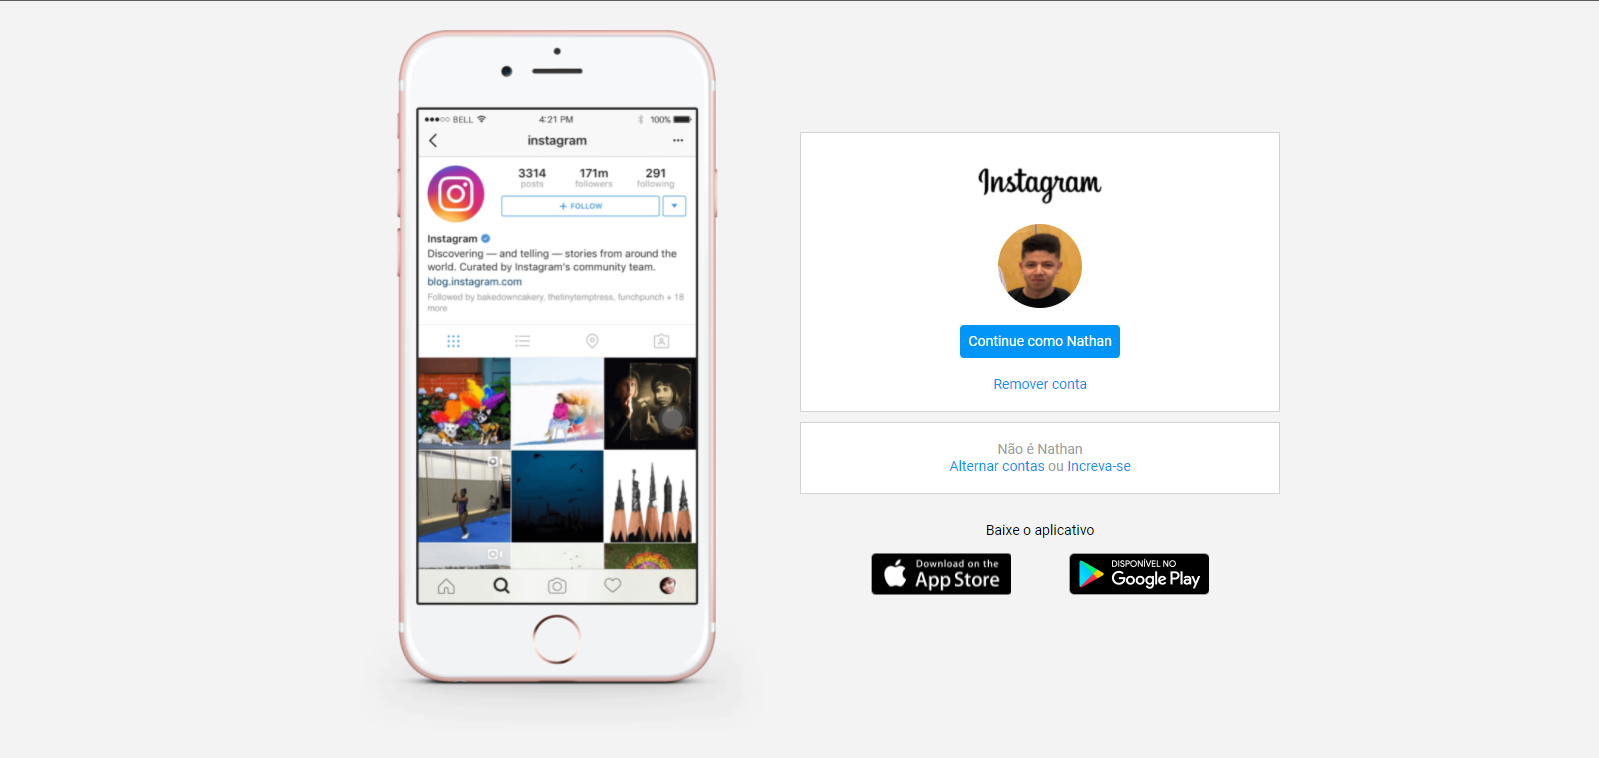 BELL 4:21 PM 100%
instagram
3314 171m 291
posts followers following
+ FOLLOW
Instagram
Discovering — and telling — stories from around the
world. Curated by Instagram's community team.
blog.instagram.com
Followed by bakedowncakery, thetinytemptress, funchpunch + 18
more
Instagram
Continue como Nathan
Remover conta
Não é Nathan
Alternar contas ou Increva-se
Baixe o aplicativo
Download on the
App Store
DISPONÍVEL NO
Google Play